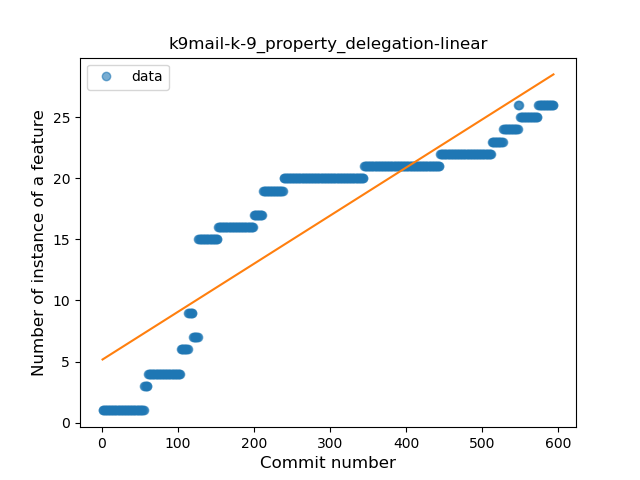 k9mail-k-9_property_delegation-linear
data
Number of instance of a feature
25
20
15
10
5
0
0 100 200 300 400 500 600
Commit number